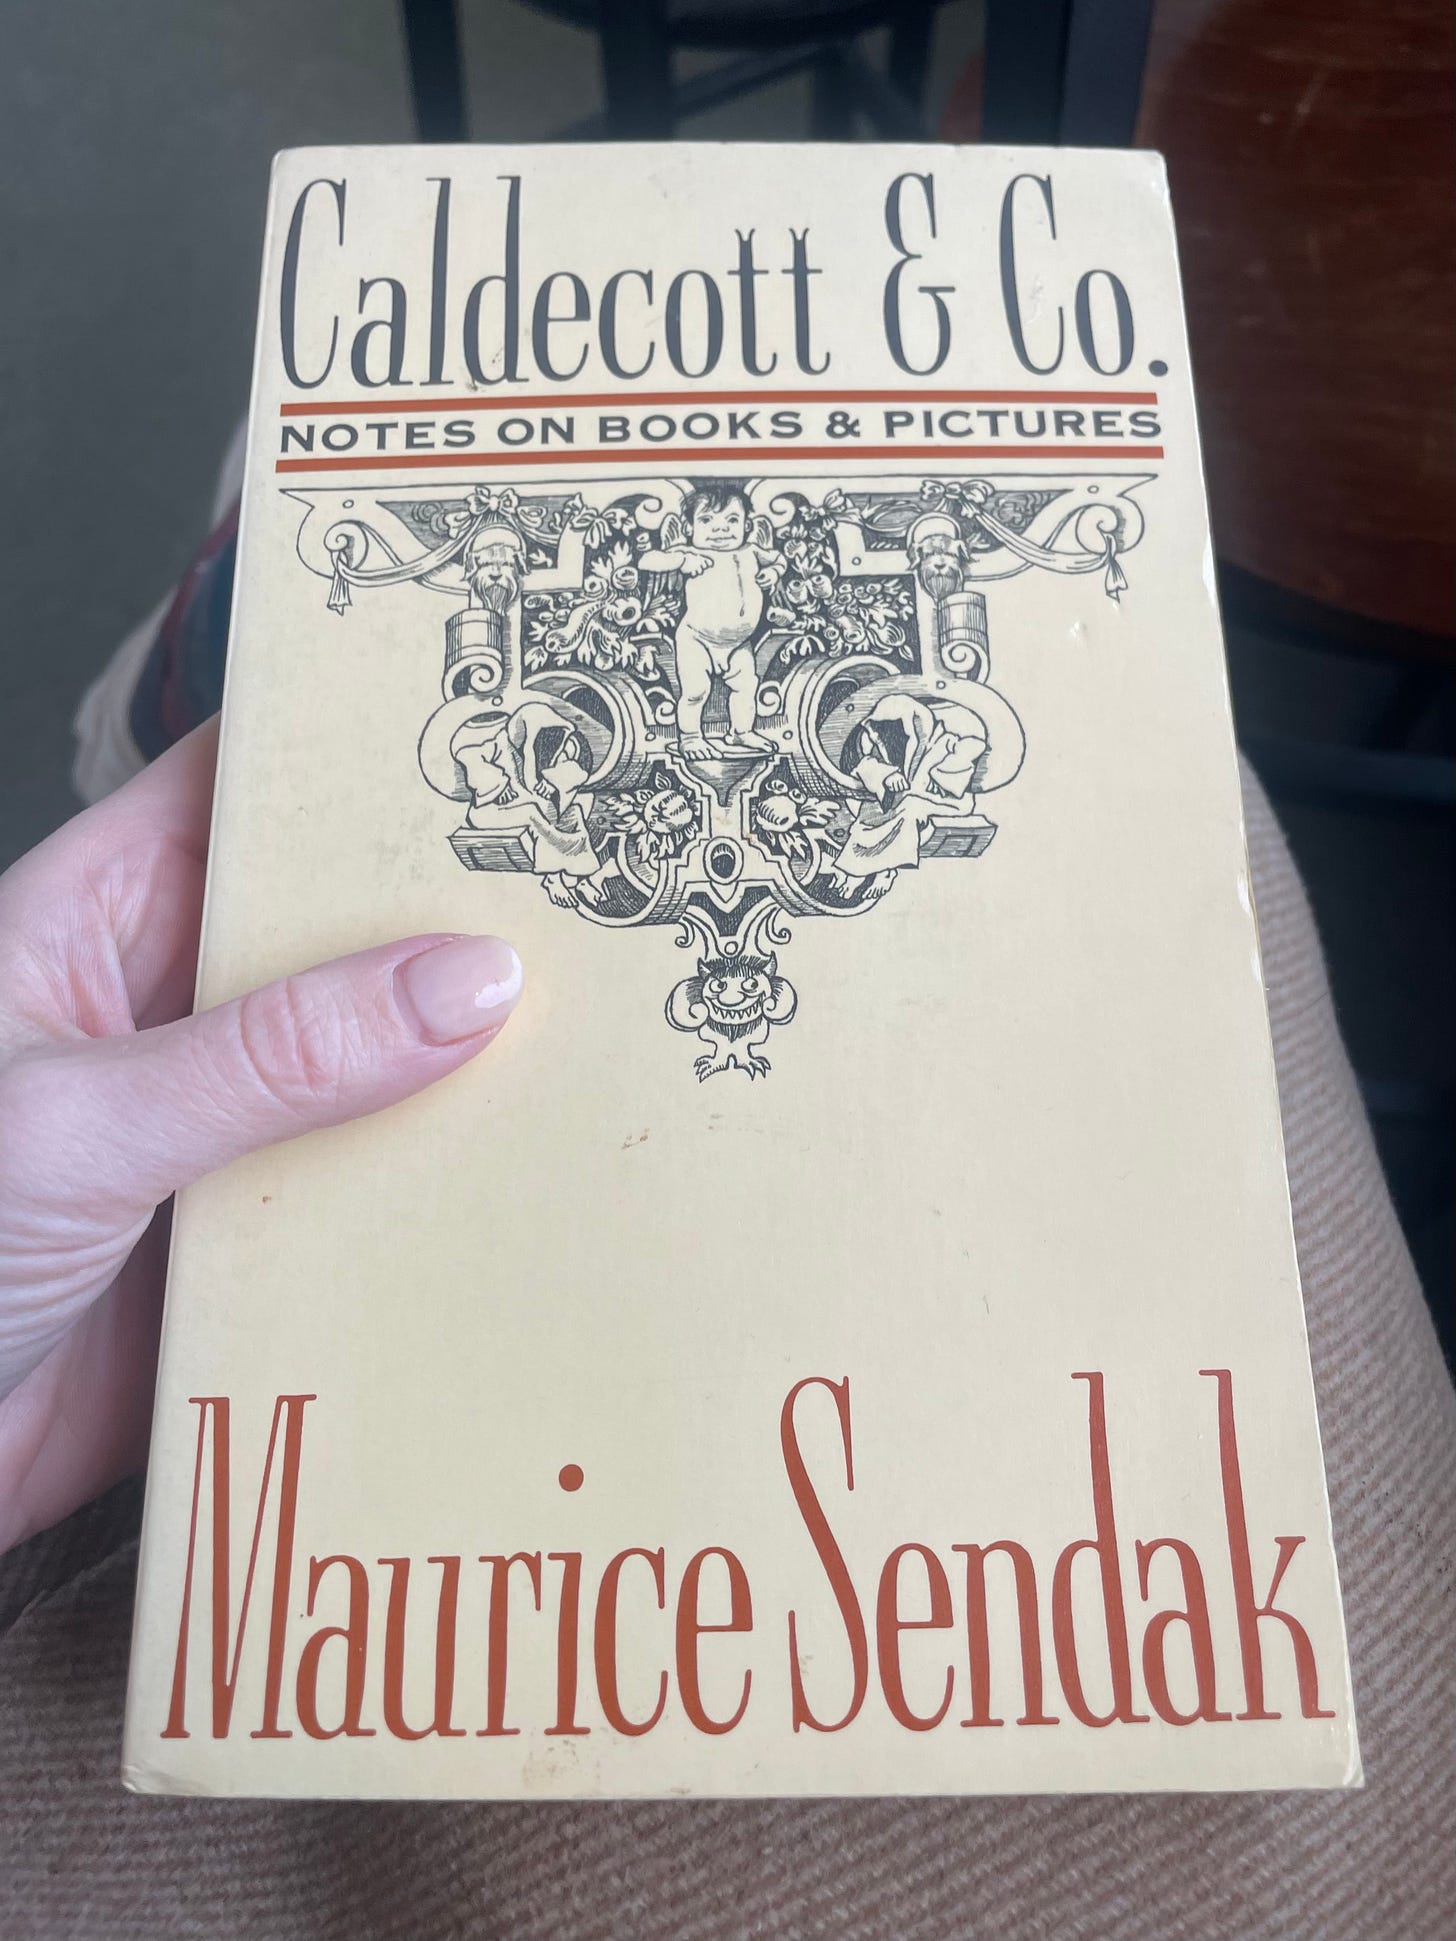 Caldecott & Co.
NOTES ON BOOKS & PICTURES
Maurice Sendak